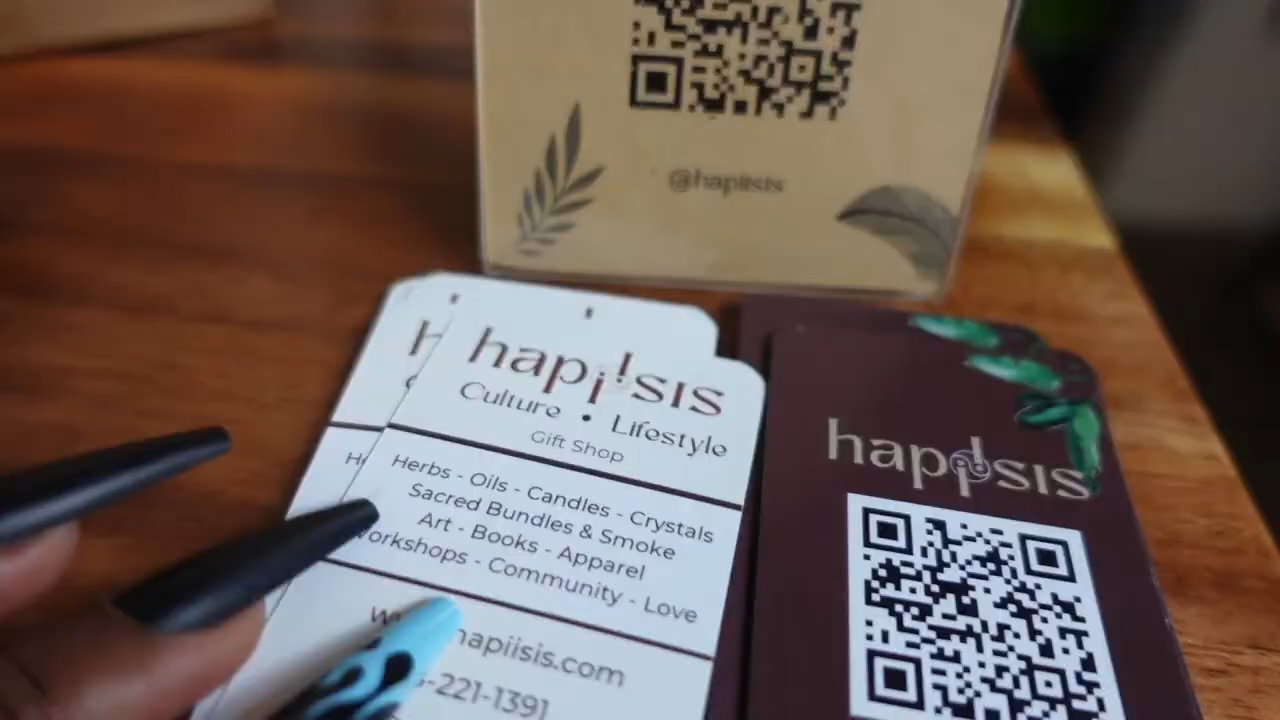 @hapiisis
hapiisis
Culture • Lifestyle
Gift Shop
Herbs - Oils - Candles - Crystals
Sacred Bundles & Smoke
Art - Books - Apparel
Workshops - Community - Love
hapiisis.com
-221-1391
hapiisis